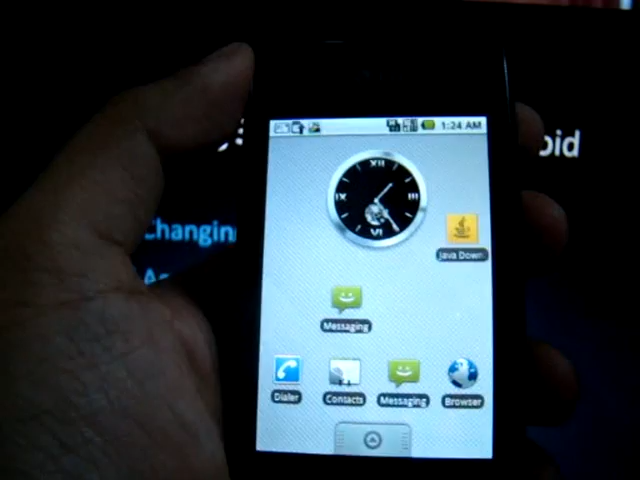 1:24 AM
XII
IX
III
VI
Java Down
Messaging
Dialer
Contacts
Messaging
Browser
oid
Changin